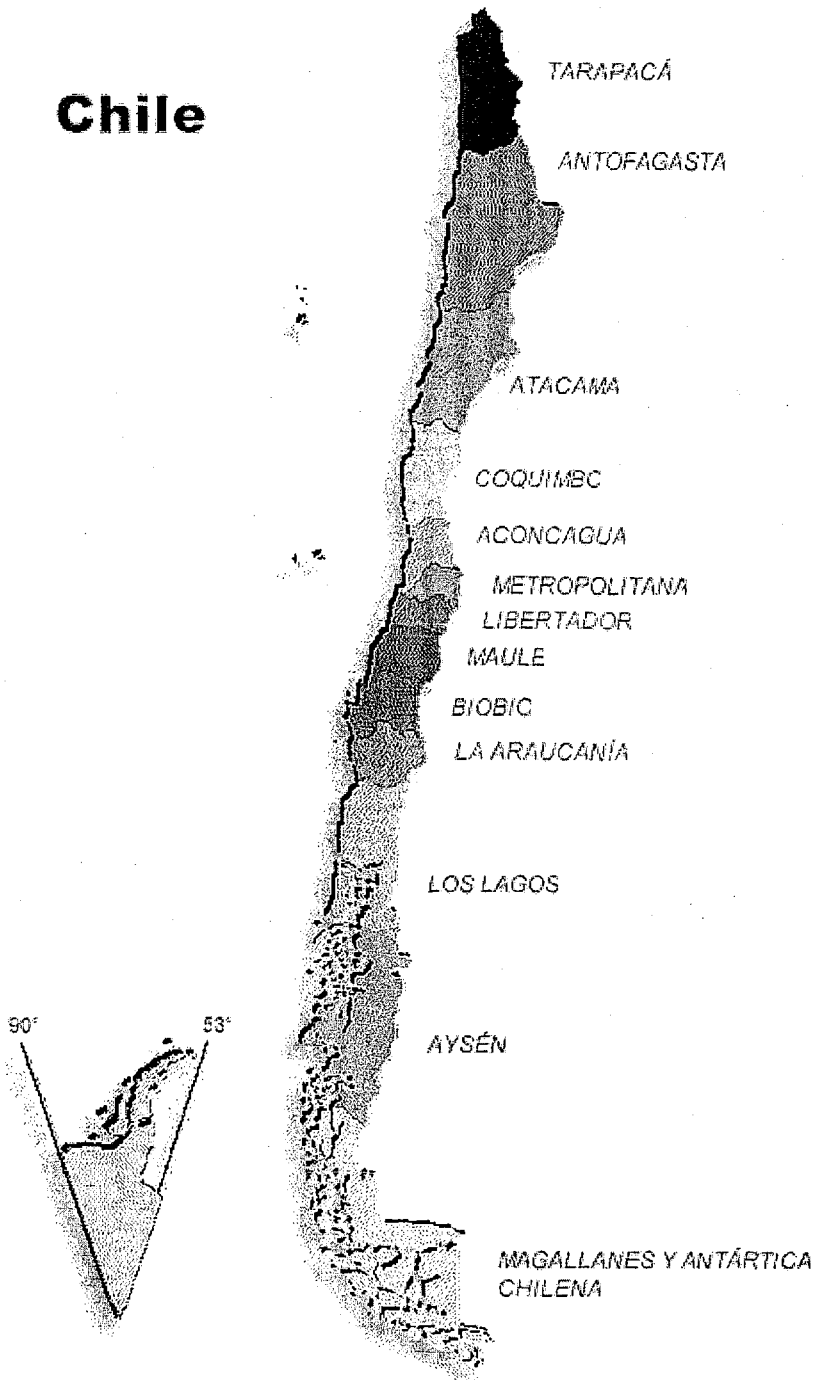 Chile
TARAPACÁ
ANTOFAGASTA
ATACAMA
COQUIMBC
ACONCAGUA
METROPOLITANA
LIBERTADOR
MAULE
BIOBIC
LA ARAUCANÍA
LOS LAGOS
AYSÉN
90°
53°
MAGALLANES Y ANTÁRTICA
CHILENA